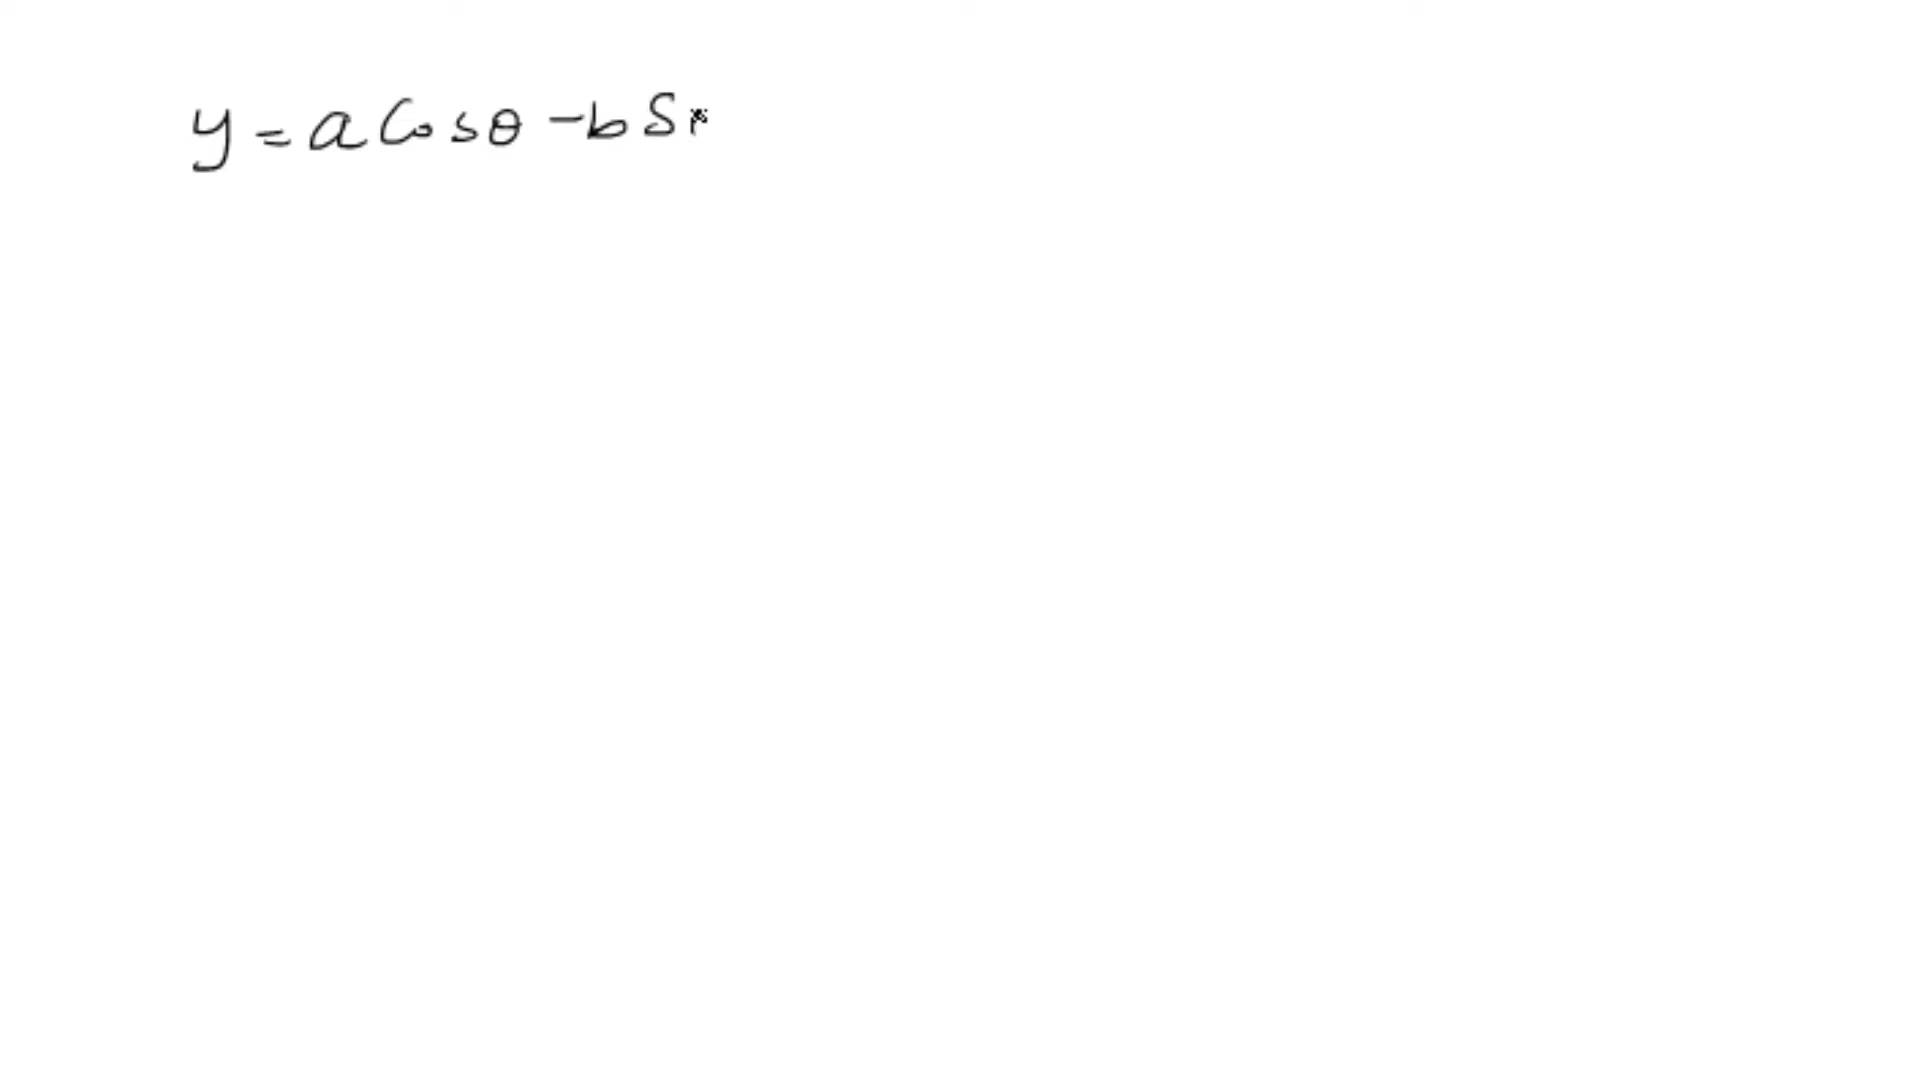 y = a Cos θ - b S